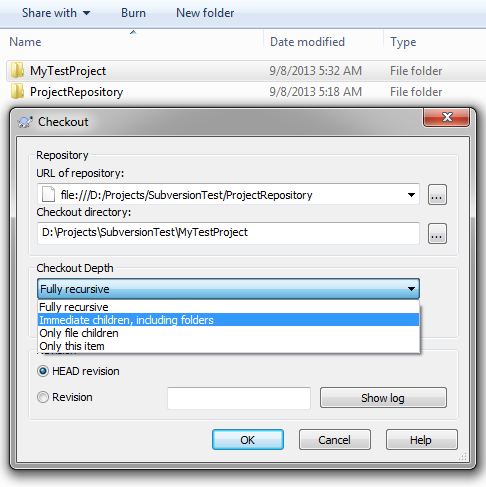 Share with Burn New folder
Name Date modified Type
MyTestProject 9/8/2013 5:32 AM File folder
ProjectRepository 9/8/2013 5:18 AM File folder
Checkout
Repository
URL of repository:
file:///D:/Projects/SubversionTest/ProjectRepository ...
Checkout directory:
D:\Projects\SubversionTest\MyTestProject ...
Checkout Depth
Fully recursive
Fully recursive
Immediate children, including folders
Only file children
Only this item
HEAD revision
Revision Show log
OK Cancel Help